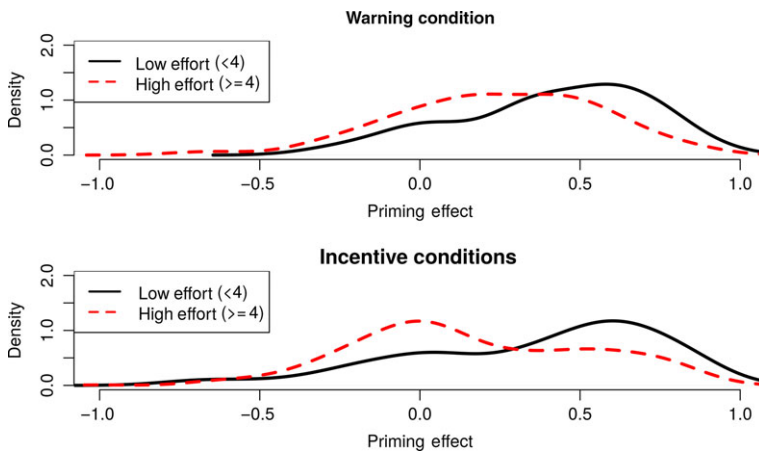 Warning condition
Density
2.0
1.0
0.0
Low effort (<4)
High effort (>=4)
−1.0 −0.5 0.0 0.5 1.0
Priming effect
Incentive conditions
Density
2.0
1.0
0.0
Low effort (<4)
High effort (>=4)
−1.0 −0.5 0.0 0.5 1.0
Priming effect